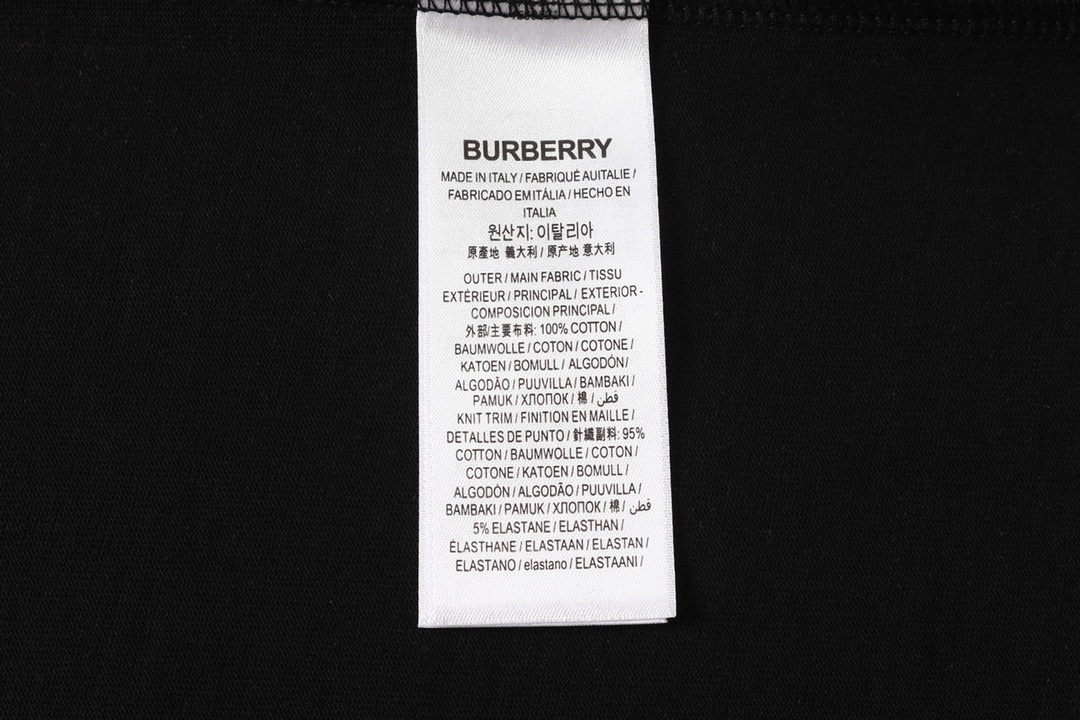 BURBERRY
MADE IN ITALY / FABRIQUÉ AUITALIE /
FABRICADO EM ITÁLIA / HECHO EN
ITALIA
원산지: 이탈리아
原產地 義大利 / 原产地 意大利
OUTER / MAIN FABRIC / TISSU
EXTÉRIEUR / PRINCIPAL / EXTERIOR -
COMPOSICION PRINCIPAL /
外部/主要布料: 100% COTTON /
BAUMWOLLE / COTON / COTONE /
KATOEN / BOMULL / ALGODÓN /
ALGODÃO / PUUVILLA / BAMBAKI /
PAMUK / ХЛОПОК / 棉 / قطن
KNIT TRIM / FINITION EN MAILLE /
DETALLES DE PUNTO / 針織副料: 95%
COTTON / BAUMWOLLE / COTON /
COTONE / KATOEN / BOMULL /
ALGODÓN / ALGODÃO / PUUVILLA /
BAMBAKI / PAMUK / ХЛОПОК / 棉 / قطن
5% ELASTANE / ELASTHAN /
ÉLASTHANE / ELASTAAN / ELASTAN /
ELASTANO / elastano / ELASTAANI /